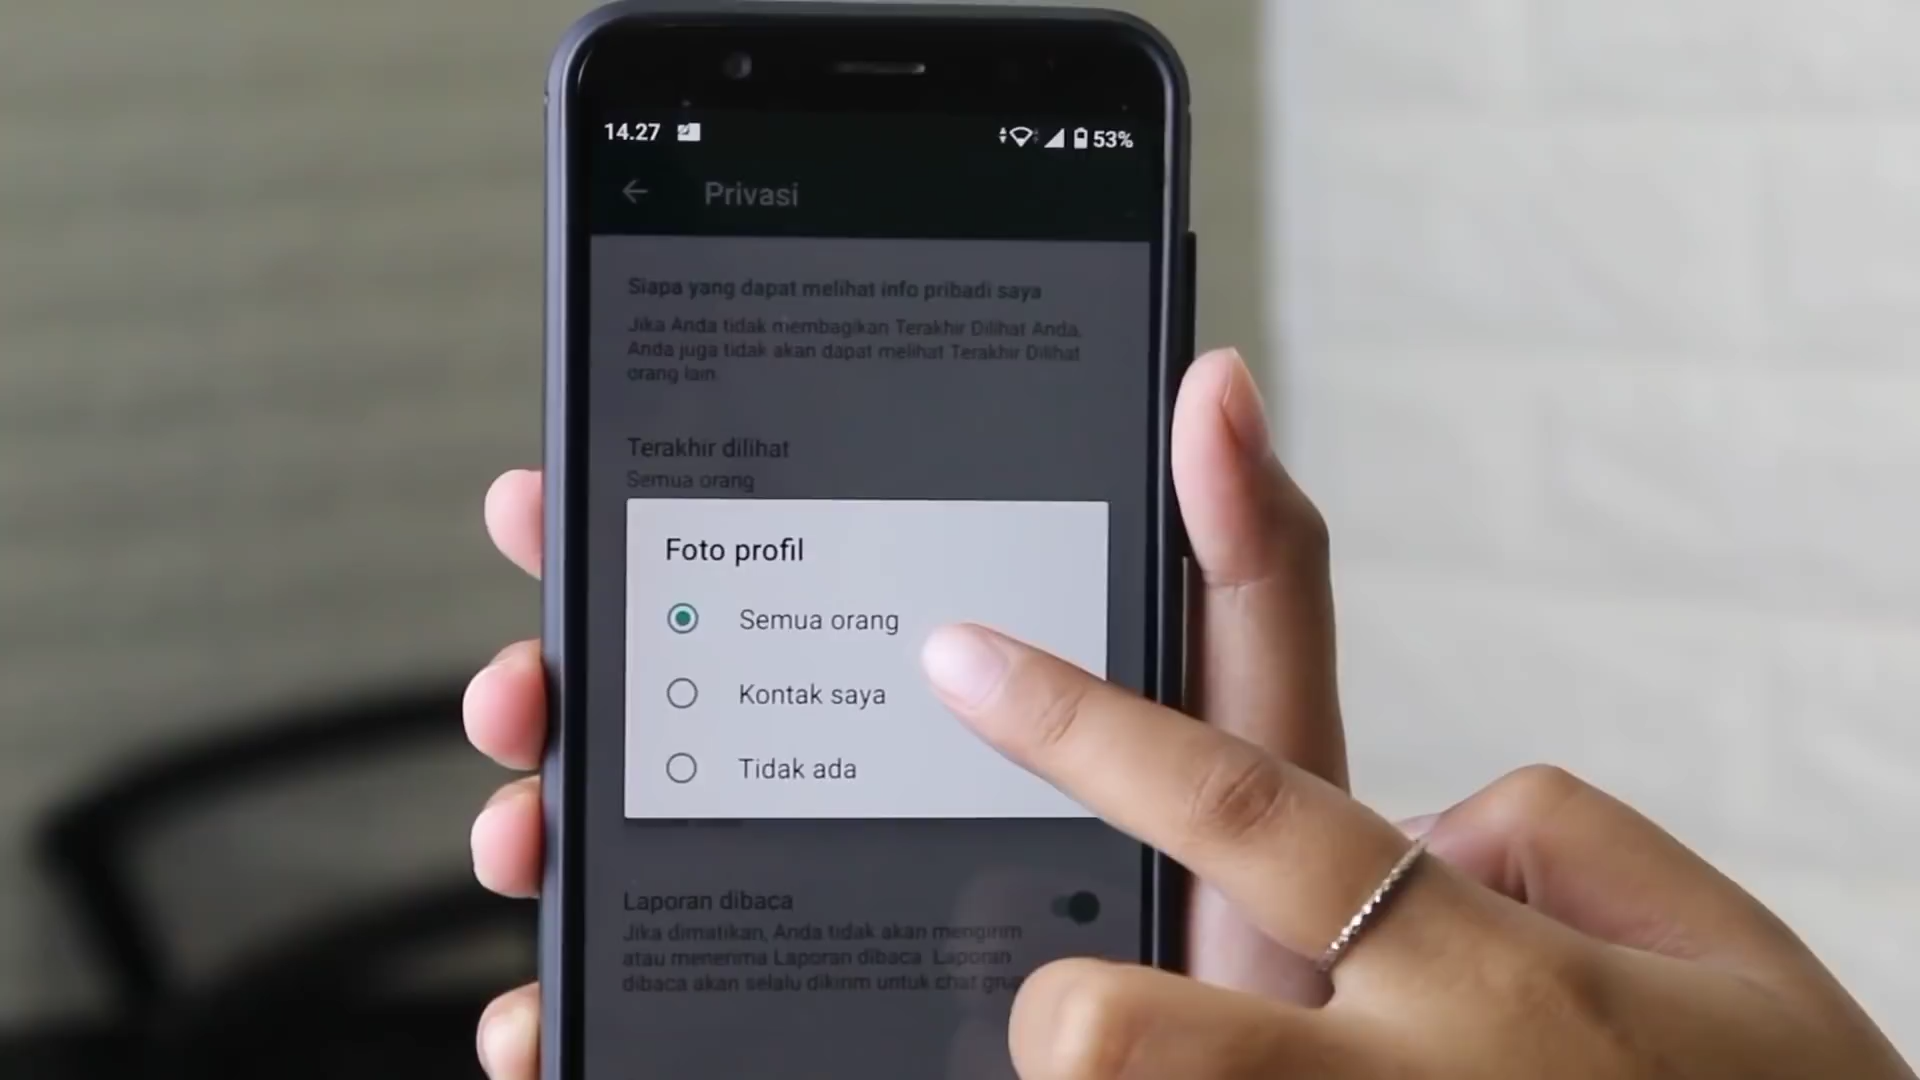 14.27
53%
Privasi
Siapa yang dapat melihat info pribadi saya
Jika Anda tidak membagikan Terakhir Dilihat Anda,
Anda juga tidak akan dapat melihat Terakhir Dilihat
orang lain.
Terakhir dilihat
Semua orang
Foto profil
Semua orang
Kontak saya
Tidak ada
Laporan dibaca
Jika dimatikan, Anda tidak akan mengirim
atau menerima Laporan dibaca. Laporan
dibaca akan selalu dikirim untuk chat